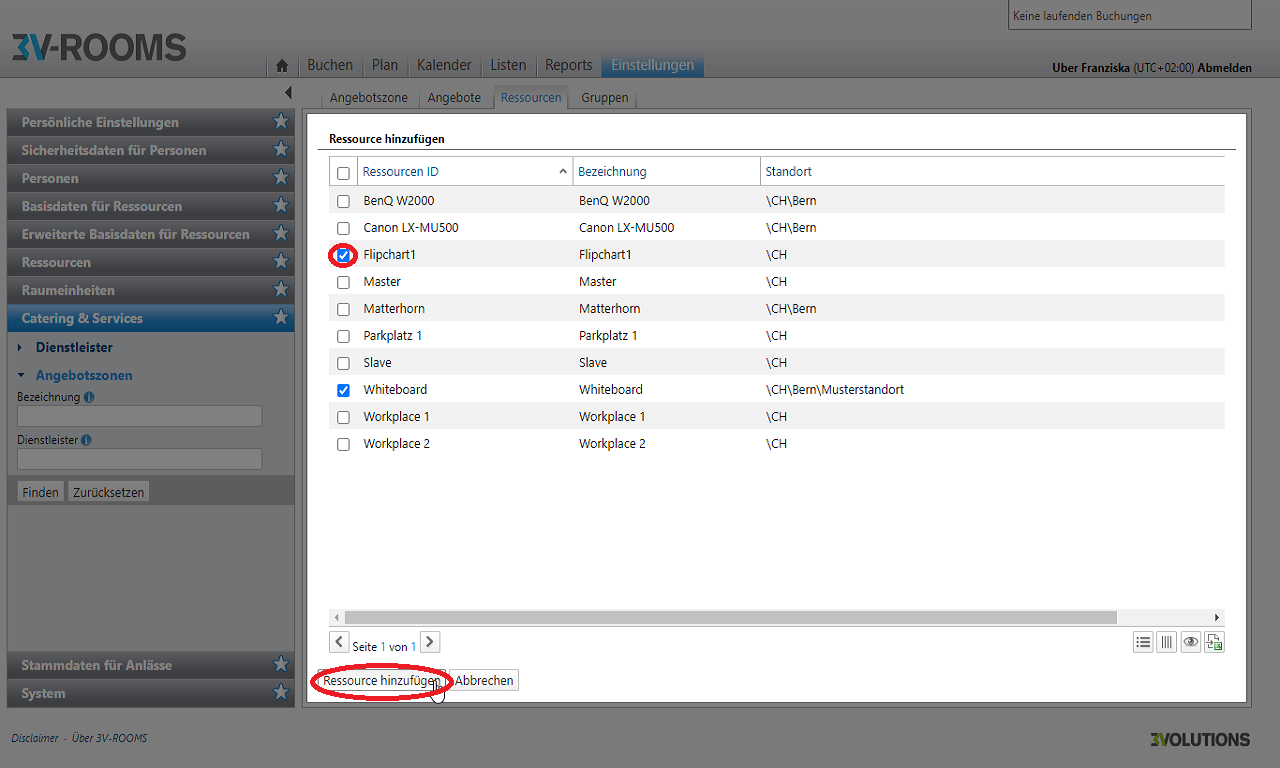 Keine laufenden Buchungen
3V-ROOMS
Buchen Plan Kalender Listen Reports Einstellungen
Uber Franziska (UTC+02:00) Abmelden
Angebotszone Angebote Ressourcen Gruppen
Persönliche Einstellungen
Sicherheitsdaten für Personen
Personen
Basisdaten für Ressourcen
Erweiterte Basisdaten für Ressourcen
Ressourcen
Raumeinheiten
Catering & Services
Dienstleister
Angebotszonen
Bezeichnung
Dienstleister
Finden Zurücksetzen
Stammdaten für Anlässe
System
Ressource hinzufügen
Ressourcen ID Bezeichnung Standort
BenQ W2000 BenQ W2000 \CH\Bern
Canon LX-MU500 Canon LX-MU500 \CH\Bern
Flipchart1 Flipchart1 \CH
Master Master \CH
Matterhorn Matterhorn \CH\Bern
Parkplatz 1 Parkplatz 1 \CH
Slave Slave \CH
Whiteboard Whiteboard \CH\Bern\Musterstandort
Workplace 1 Workplace 1 \CH
Workplace 2 Workplace 2 \CH
Seite 1 von 1
Ressource hinzufügen Abbrechen
Disclaimer - Über 3V-ROOMS
3VOLUTIONS